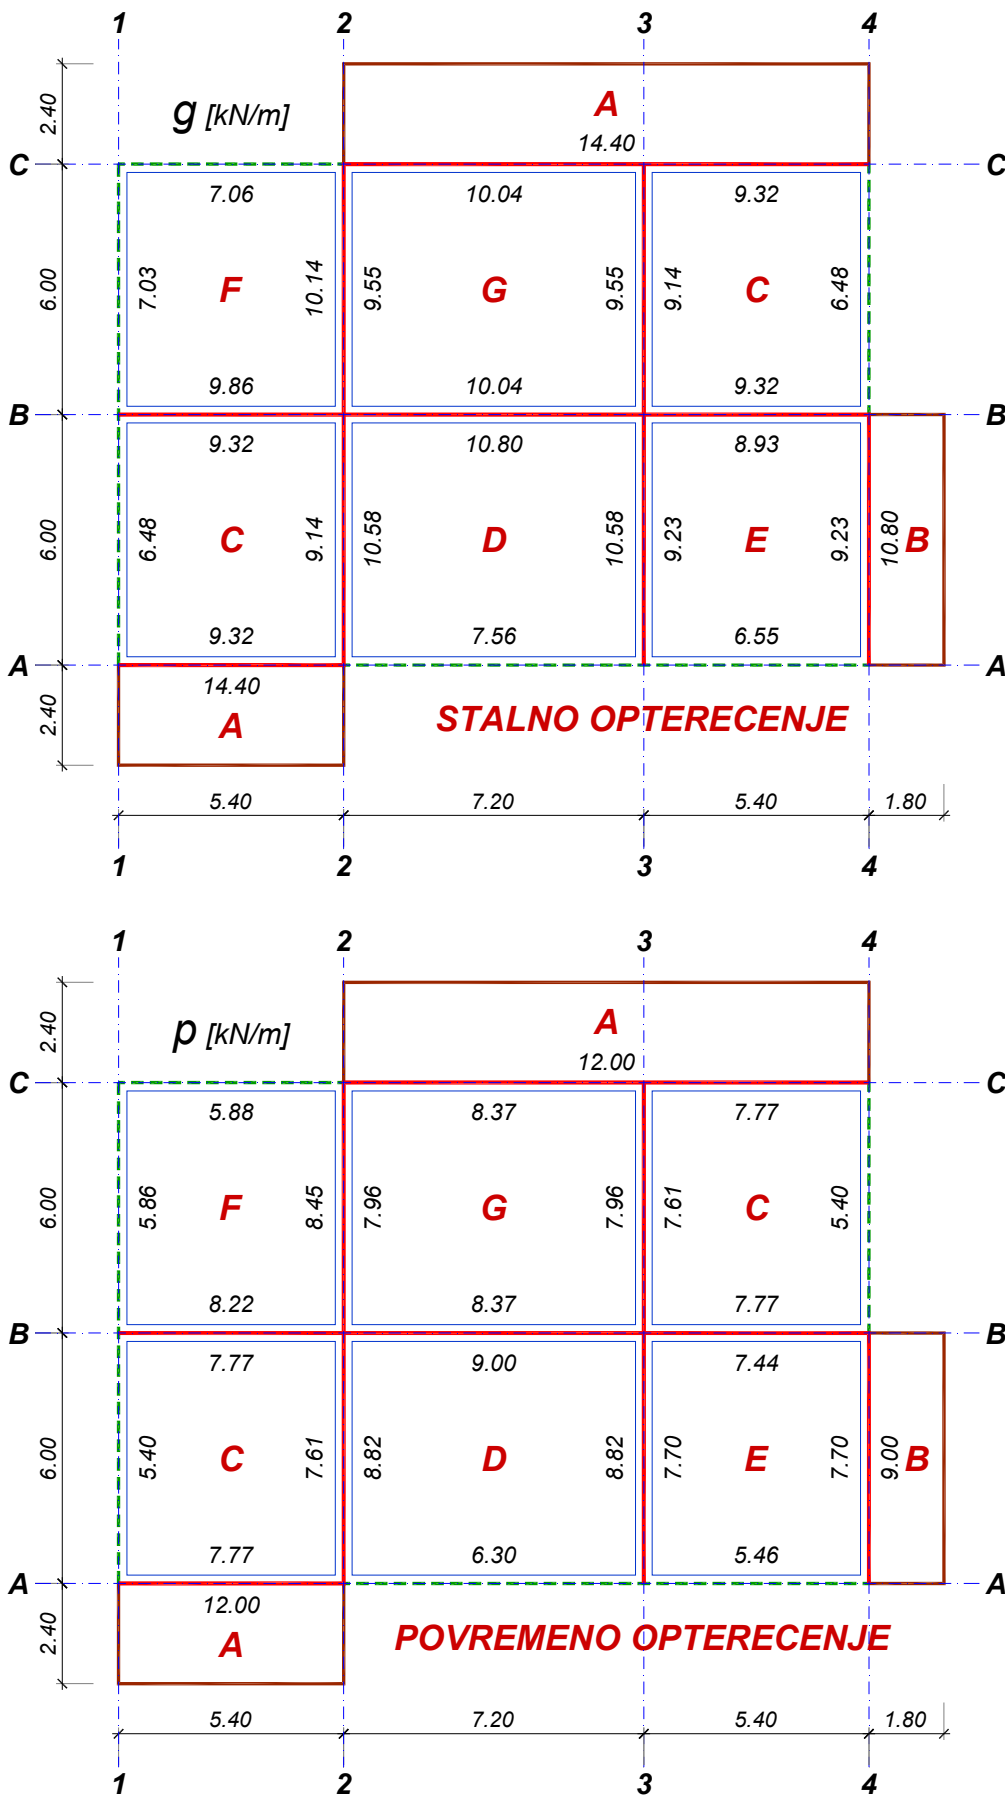 1 2 3 4
2.40
g [kN/m]
A
14.40
C C
7.06 10.04 9.32
6.00
7.03 F 10.14 9.55 G 9.55 9.14 C 6.48
9.86 10.04 9.32
B B
9.32 10.80 8.93
6.00
6.48 C 9.14 10.58 D 10.58 9.23 E 9.23 10.80 B
9.32 7.56 6.55
A A
14.40
2.40
A
STALNO OPTERECENJE
5.40 7.20 5.40 1.80
1 2 3 4
1 2 3 4
2.40
p [kN/m]
A
12.00
C C
5.88 8.37 7.77
6.00
5.86 F 8.45 7.96 G 7.96 7.61 C 5.40
8.22 8.37 7.77
B B
7.77 9.00 7.44
6.00
5.40 C 7.61 8.82 D 8.82 7.70 E 7.70 9.00 B
7.77 6.30 5.46
A A
12.00
2.40
A
POVREMENO OPTERECENJE
5.40 7.20 5.40 1.80
1 2 3 4